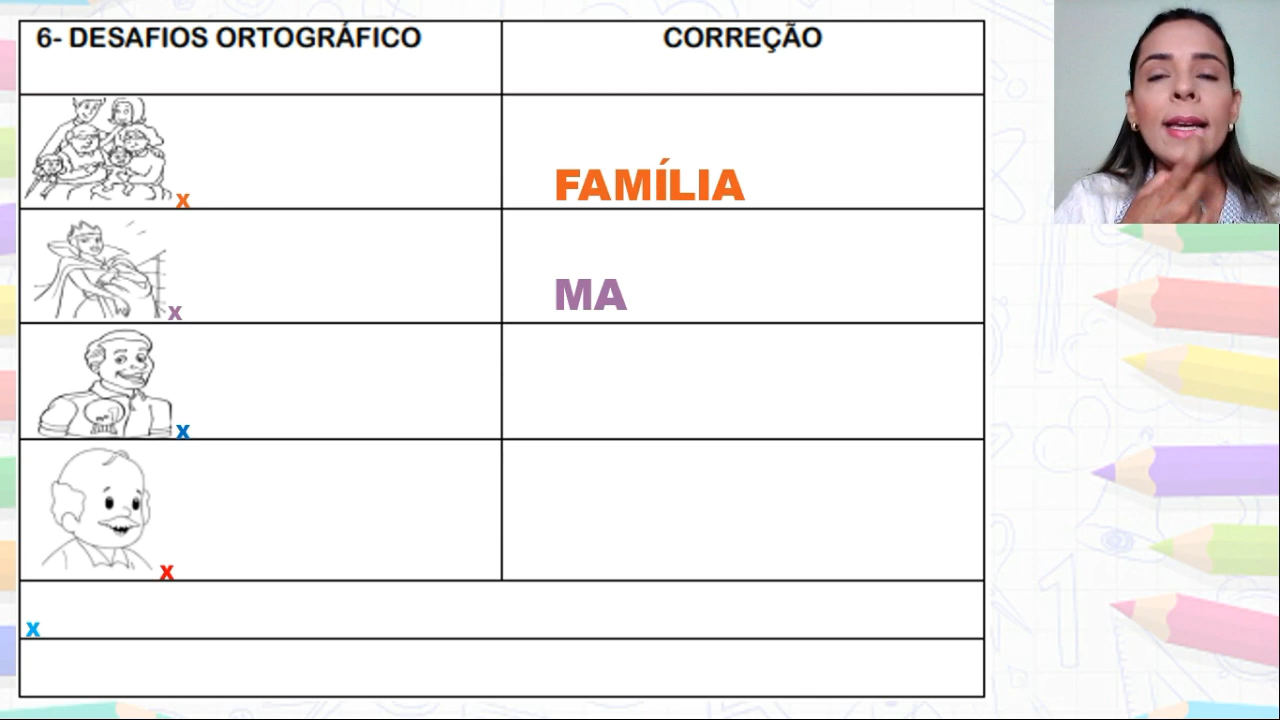 6- DESAFIOS ORTOGRÁFICO
CORREÇÃO
x
FAMÍLIA
x
MA
x
x
x